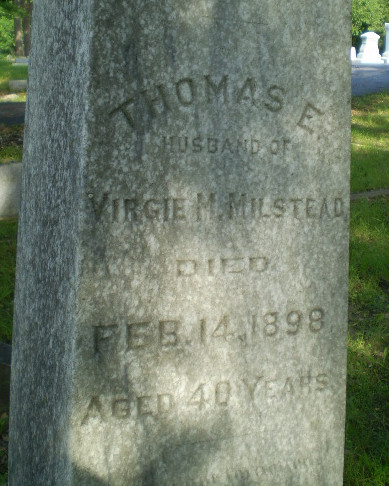 THOMAS E.
HUSBAND OF
VIRGIE M. MILSTEAD
DIED
FEB. 14, 1898
AGED 40 YEARS